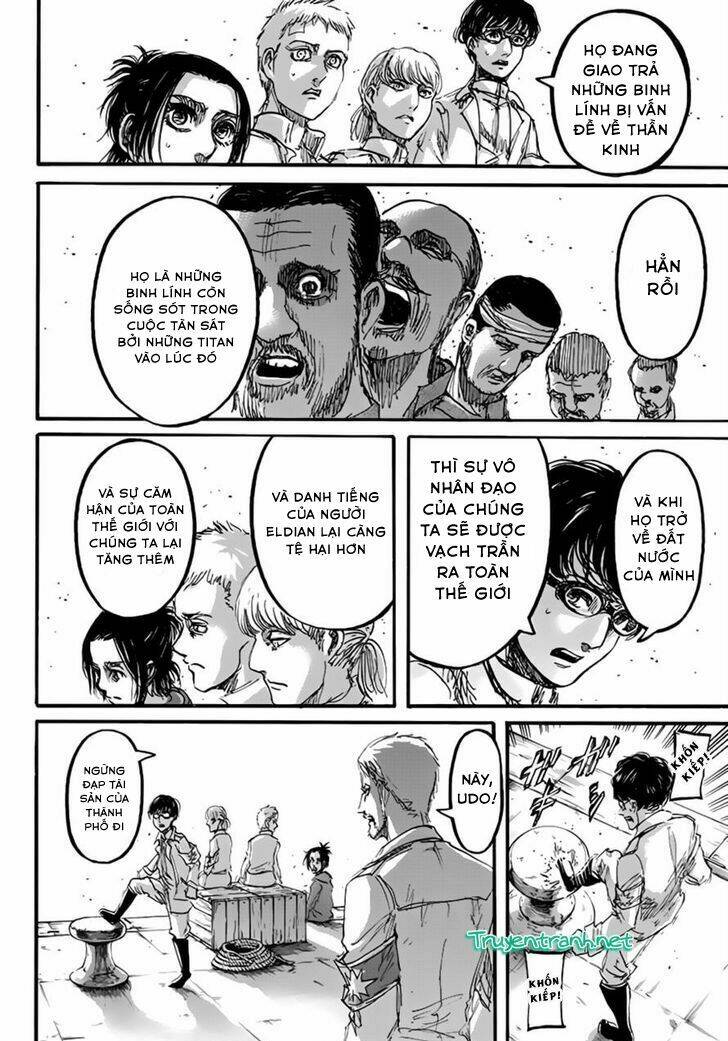 HỌ ĐANG
GIAO TRẢ
NHỮNG BINH
LÍNH BỊ VẤN
ĐỀ VỀ THẦN
KINH
HỌ LÀ NHỮNG
BINH LÍNH CÒN
SỐNG SÓT TRONG
CUỘC TÀN SÁT
BỞI NHỮNG TITAN
VÀO LÚC ĐÓ
HẲN
RỒI
VÀ SỰ CĂM
HẬN CỦA TOÀN
THẾ GIỚI VỚI
CHÚNG TA LẠI
TĂNG THÊM
VÀ DANH TIẾNG
CỦA NGƯỜI
ELDIAN LẠI CÀNG
TỆ HẠI HƠN
THÌ SỰ VÔ
NHÂN ĐẠO
CỦA CHÚNG
TA SẼ ĐƯỢC
VẠCH TRẦN
RA TOÀN
THẾ GIỚI
VÀ KHI
HỌ TRỞ
VỀ ĐẤT
NƯỚC
CỦA MÌNH
NGỪNG
ĐẠP TÀI
SẢN CỦA
THÀNH
PHỐ ĐI
NÀY,
UDO!
KHỐN
KIẾP!
ガッ
ガッ
KHỐN
KIẾP!
Truyentranh.net